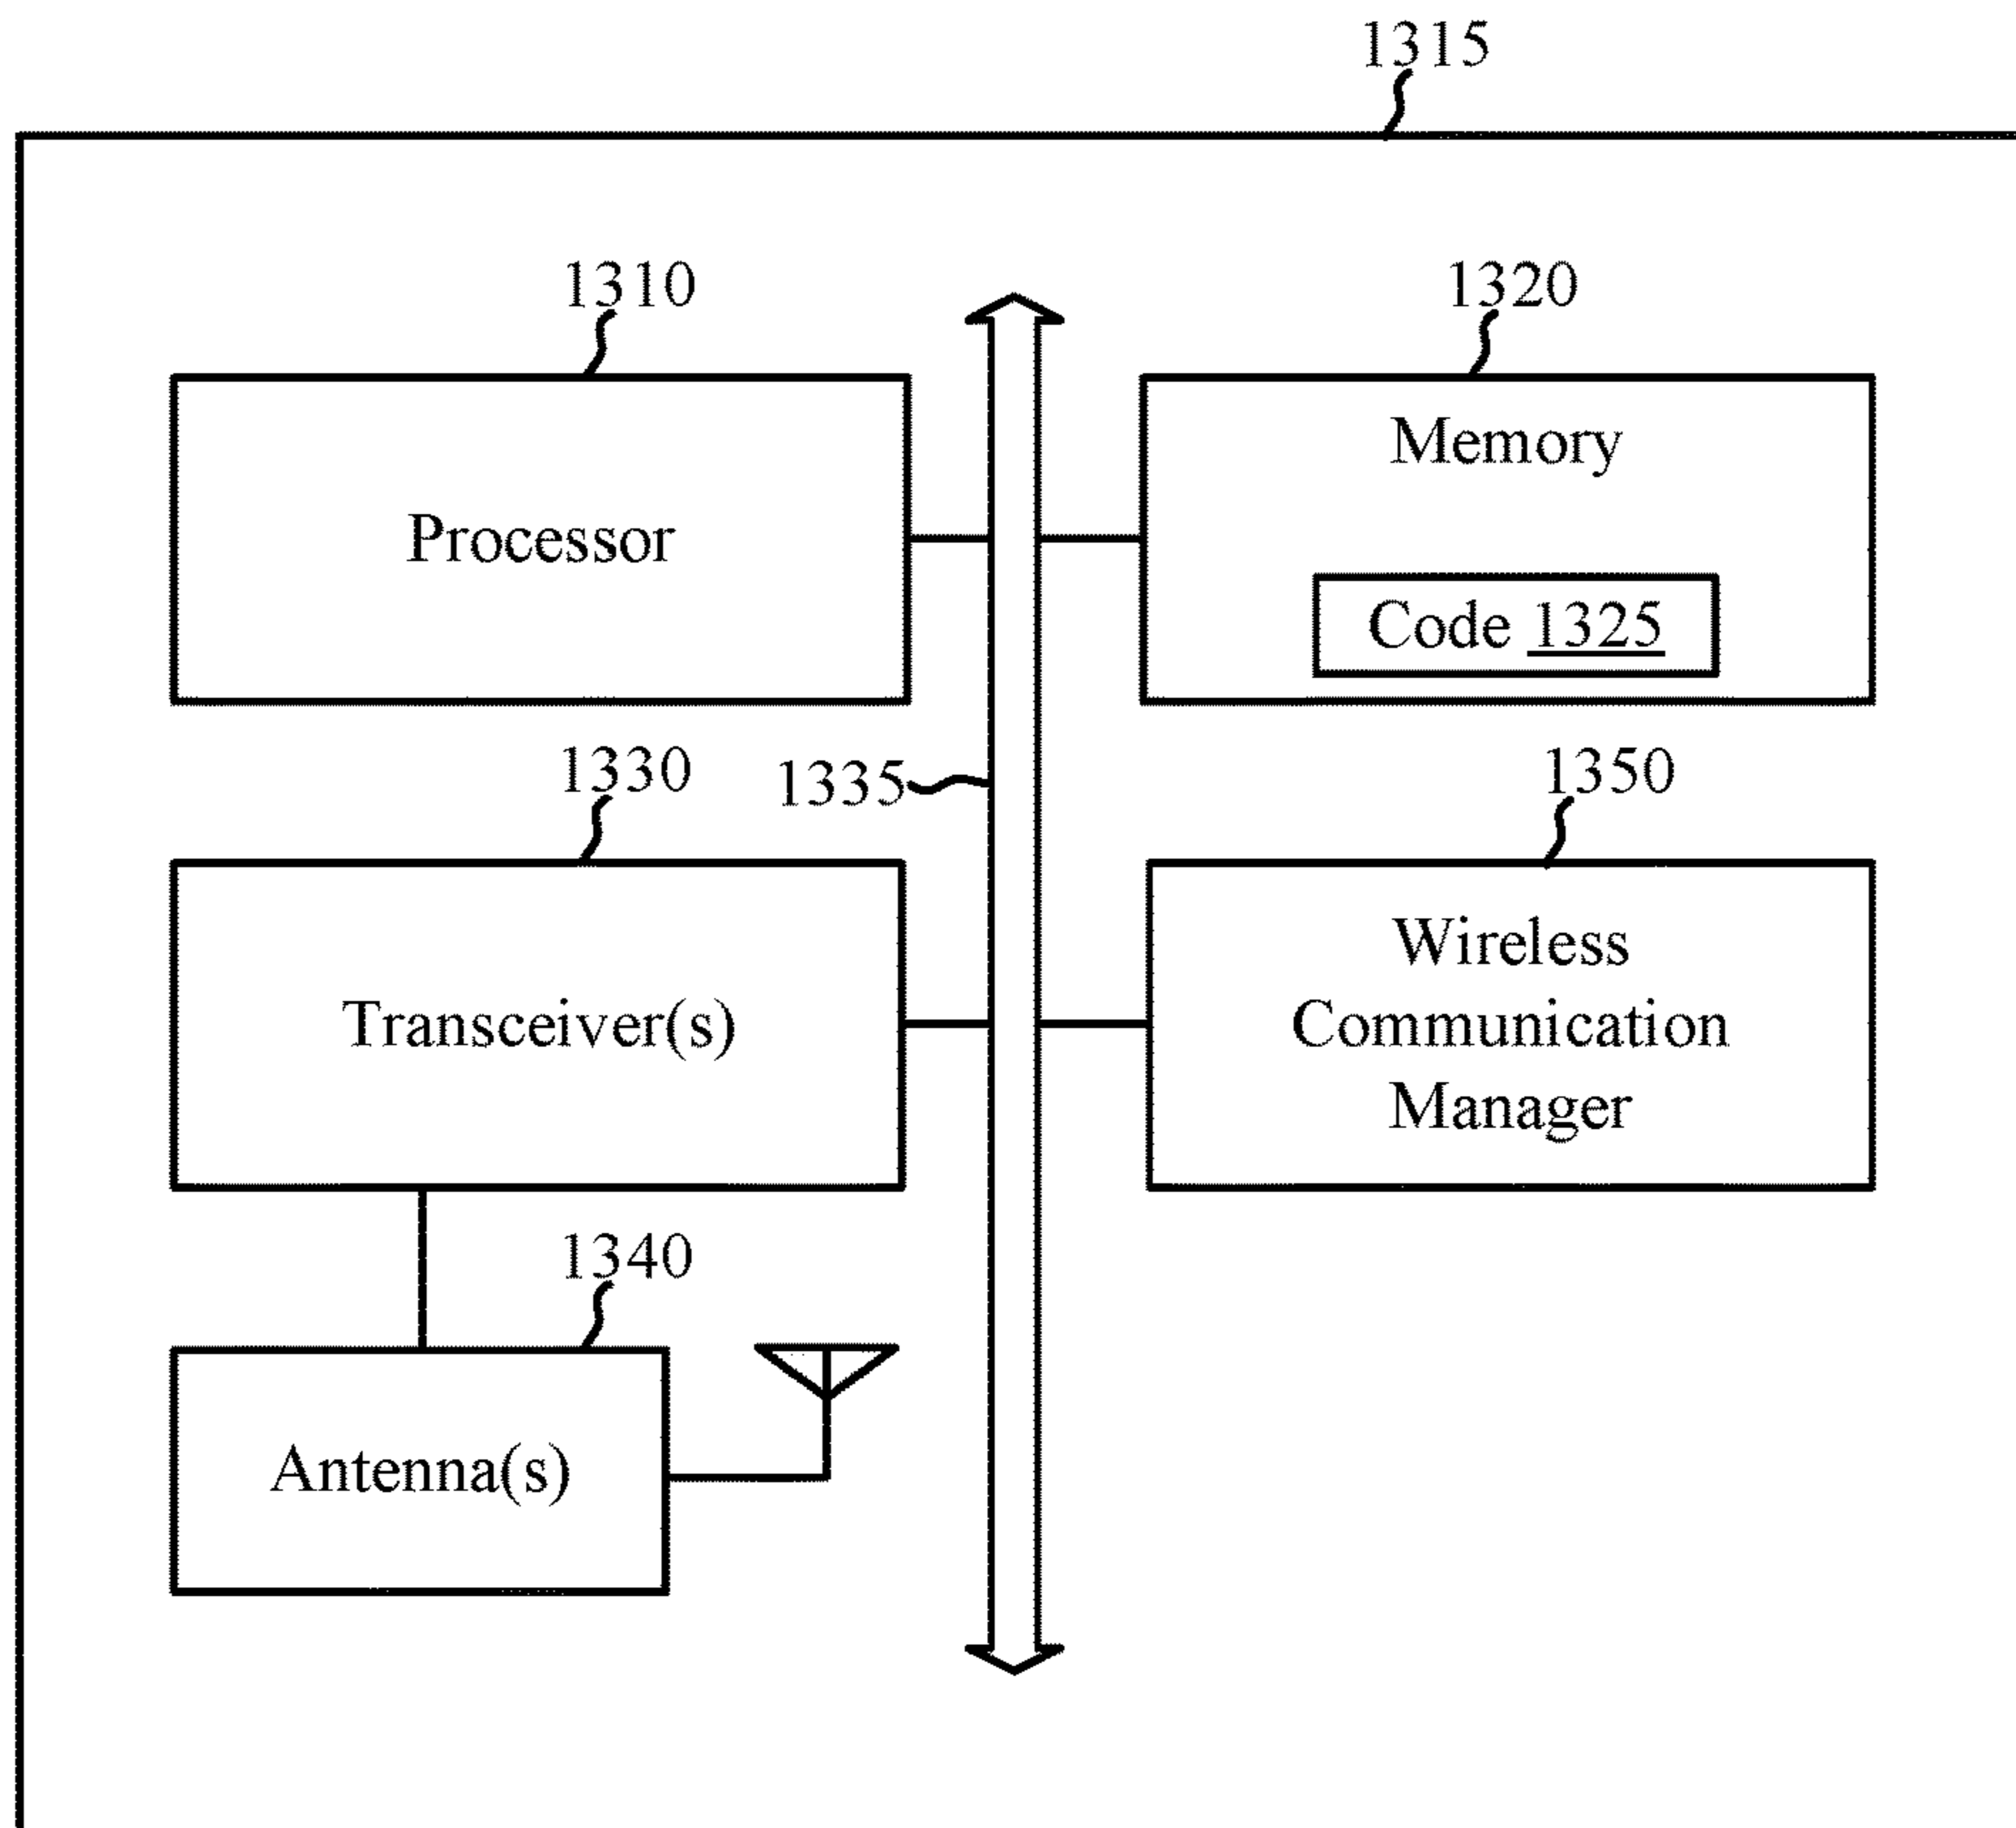 1315
1310
1320
Processor
Memory
Code 1325
1330
1335
1350
Transceiver(s)
Wireless
Communication
Manager
1340
Antenna(s)